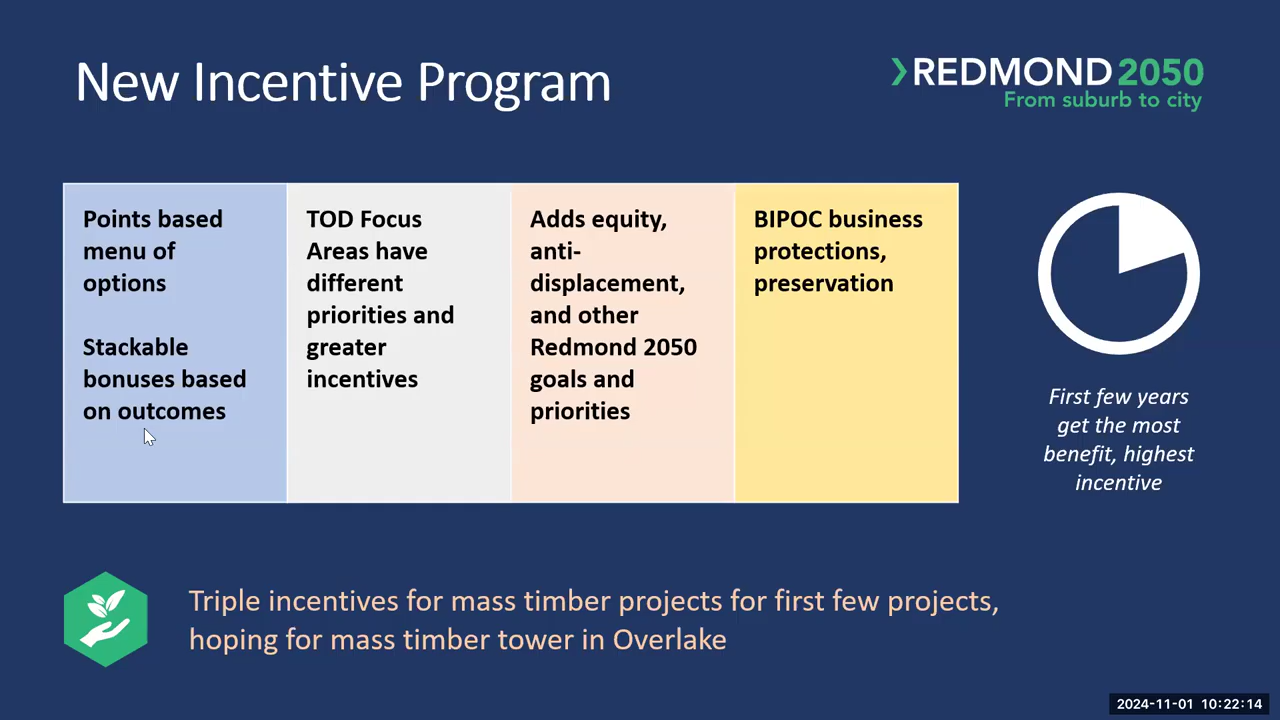 New Incentive Program
REDMOND 2050
From suburb to city
Points based
menu of
options
Stackable
bonuses based
on outcomes
TOD Focus
Areas have
different
priorities and
greater
incentives
Adds equity,
anti-
displacement,
and other
Redmond 2050
goals and
priorities
BIPOC business
protections,
preservation
First few years
get the most
benefit, highest
incentive
Triple incentives for mass timber projects for first few projects,
hoping for mass timber tower in Overlake
2024-11-01 10:22:14